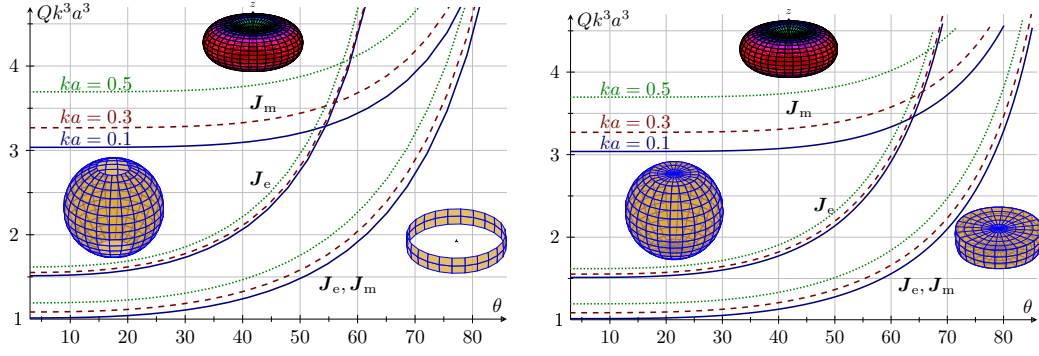 Qk³a³
z
4
ka = 0.5
J_m
ka = 0.3
ka = 0.1
3
J_e
2
J_e, J_m
1
θ
10 20 30 40 50 60 70 80
Qk³a³
z
4
ka = 0.5
J_m
ka = 0.3
ka = 0.1
3
J_e
2
J_e, J_m
1
θ
10 20 30 40 50 60 70 80